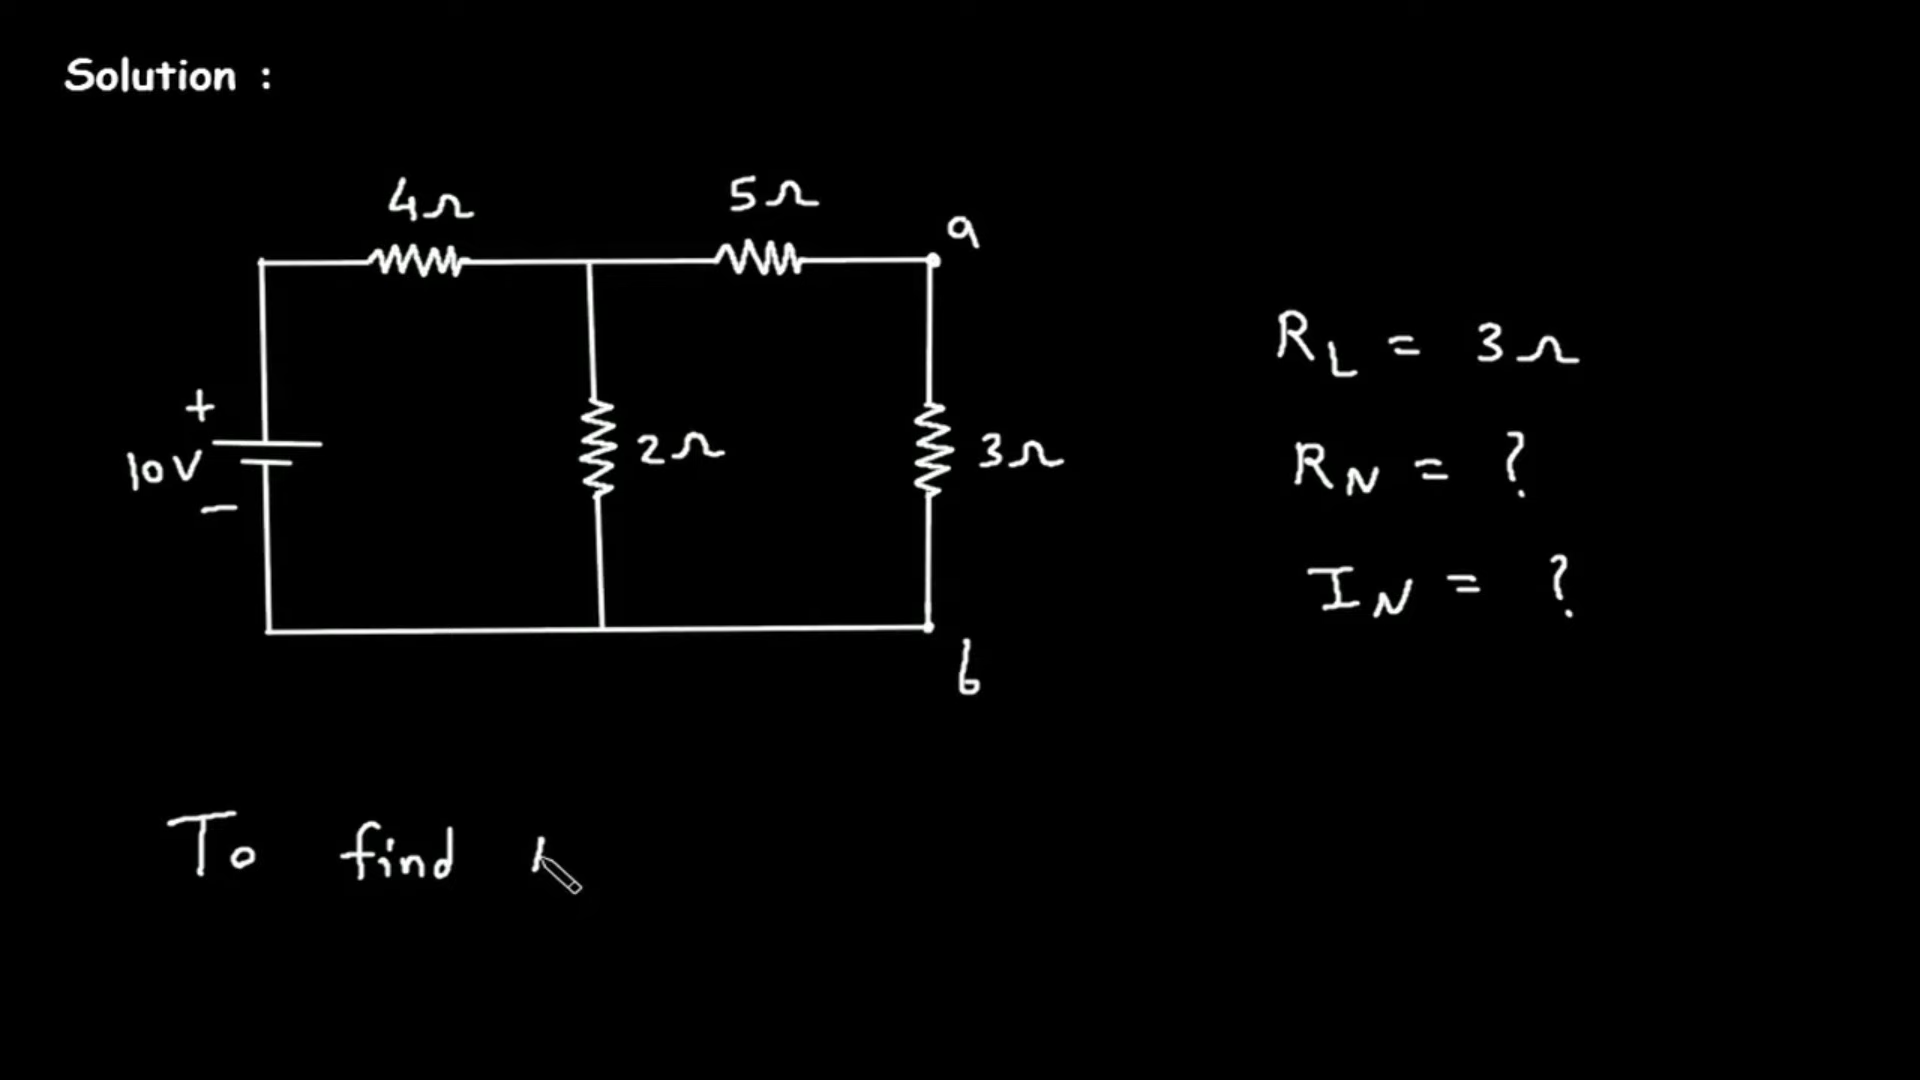 Solution :
4Ω
5Ω
a
+
10V
−
2Ω
3Ω
b
R_L = 3Ω
R_N = ?
I_N = ?
To find